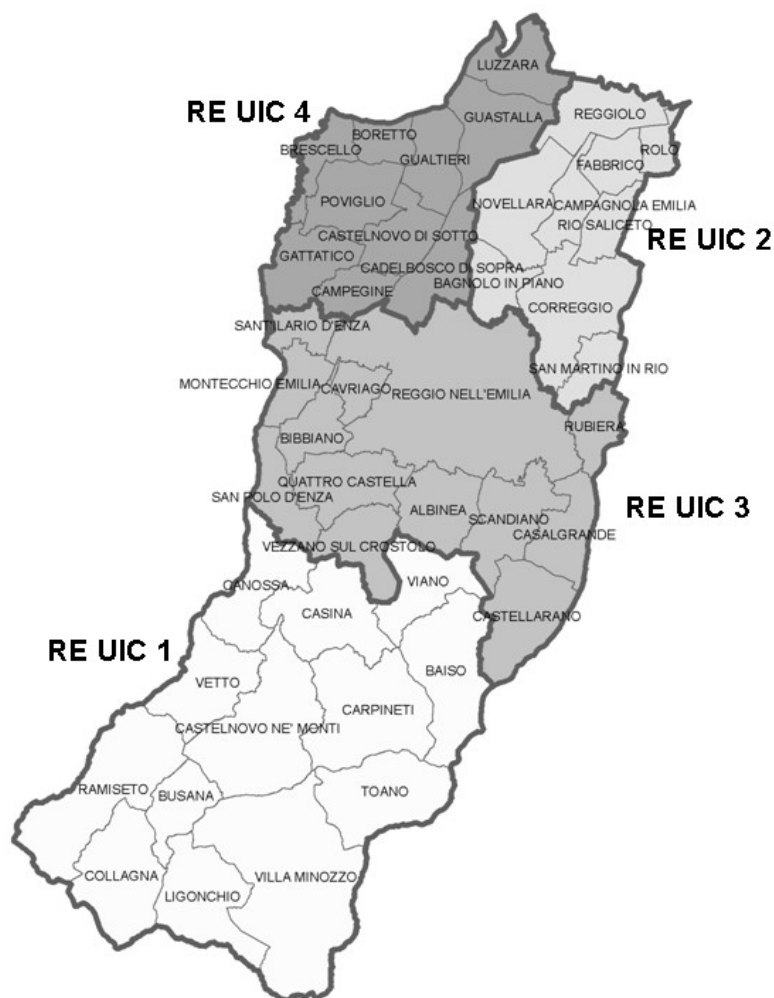 LUZZARA
RE UIC 4
REGGIOLO
GUASTALLA
BORETTO
BRESCELLO
ROLO
GUALTIERI
FABBRICO
POVIGLIO
NOVELLARA
CAMPAGNOLA EMILIA
RIO SALICETO
CASTELNOVO DI SOTTO
RE UIC 2
GATTATICO
CADELBOSCO DI SOPRA
BAGNOLO IN PIANO
CAMPEGINE
CORREGGIO
SANT'ILARIO D'ENZA
SAN MARTINO IN RIO
MONTECCHIO EMILIA
CAVRIAGO
REGGIO NELL'EMILIA
RUBIERA
BIBBIANO
QUATTRO CASTELLA
SAN POLO D'ENZA
ALBINEA
RE UIC 3
SCANDIANO
CASALGRANDE
VEZZANO SUL CROSTOLO
VIANO
CANOSSA
CASINA
CASTELLARANO
RE UIC 1
BAISO
VETTO
CARPINETI
CASTELNOVO NE' MONTI
RAMISETO
BUSANA
TOANO
COLLAGNA
VILLA MINOZZO
LIGONCHIO